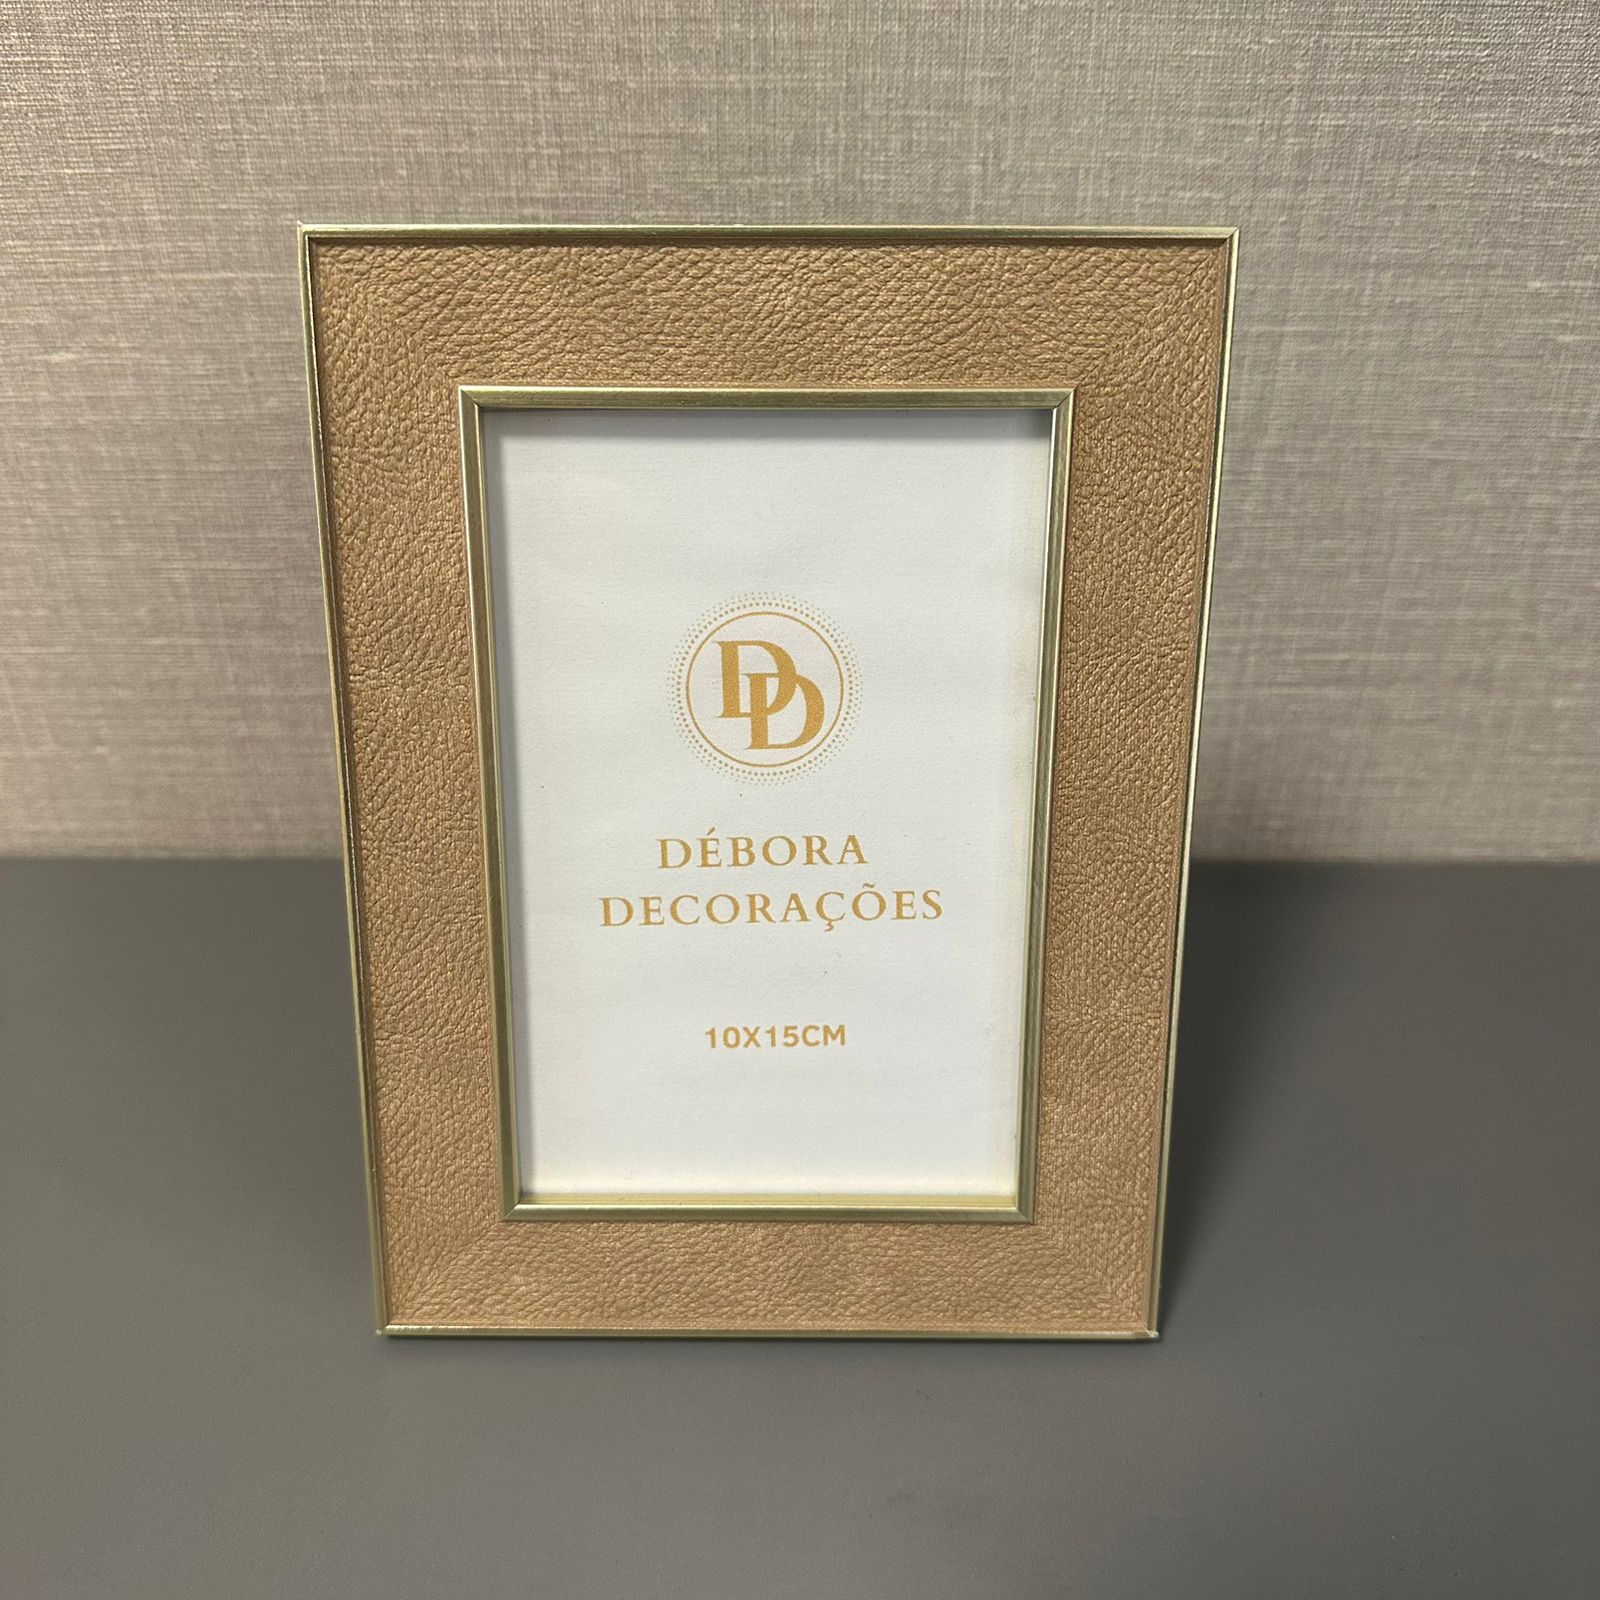 DD
DÉBORA
DECORAÇÕES
10X15CM